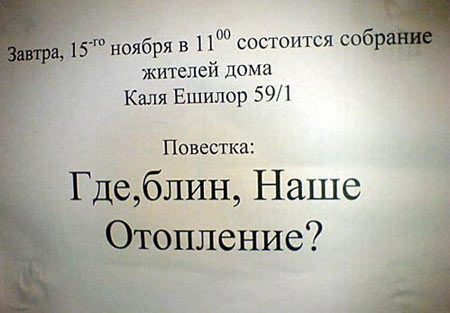 Завтра, 15-го ноября в 11⁰⁰ состоится собрание
жителей дома
Каля Ешилор 59/1
Повестка:
Где,блин, Наше
Отопление?